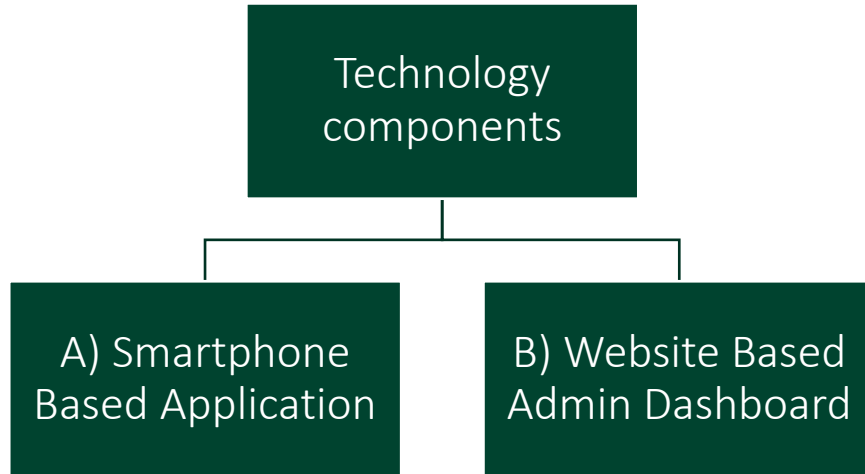 Technology
components
A) Smartphone
Based Application
B) Website Based
Admin Dashboard